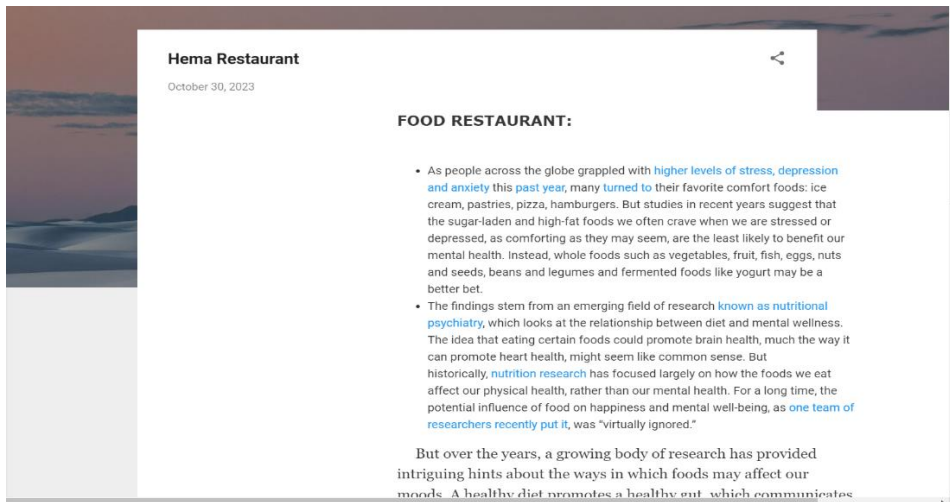 Hema Restaurant
October 30, 2023
FOOD RESTAURANT:
• As people across the globe grappled with higher levels of stress, depression
and anxiety this past year, many turned to their favorite comfort foods: ice
cream, pastries, pizza, hamburgers. But studies in recent years suggest that
the sugar-laden and high-fat foods we often crave when we are stressed or
depressed, as comforting as they may seem, are the least likely to benefit our
mental health. Instead, whole foods such as vegetables, fruit, fish, eggs, nuts
and seeds, beans and legumes and fermented foods like yogurt may be a
better bet.
• The findings stem from an emerging field of research known as nutritional
psychiatry, which looks at the relationship between diet and mental wellness.
The idea that eating certain foods could promote brain health, much the way it
can promote heart health, might seem like common sense. But
historically, nutrition research has focused largely on how the foods we eat
affect our physical health, rather than our mental health. For a long time, the
potential influence of food on happiness and mental well-being, as one team of
researchers recently put it, was “virtually ignored.”
But over the years, a growing body of research has provided
intriguing hints about the ways in which foods may affect our
moods. A healthy diet promotes a healthy gut, which communicates